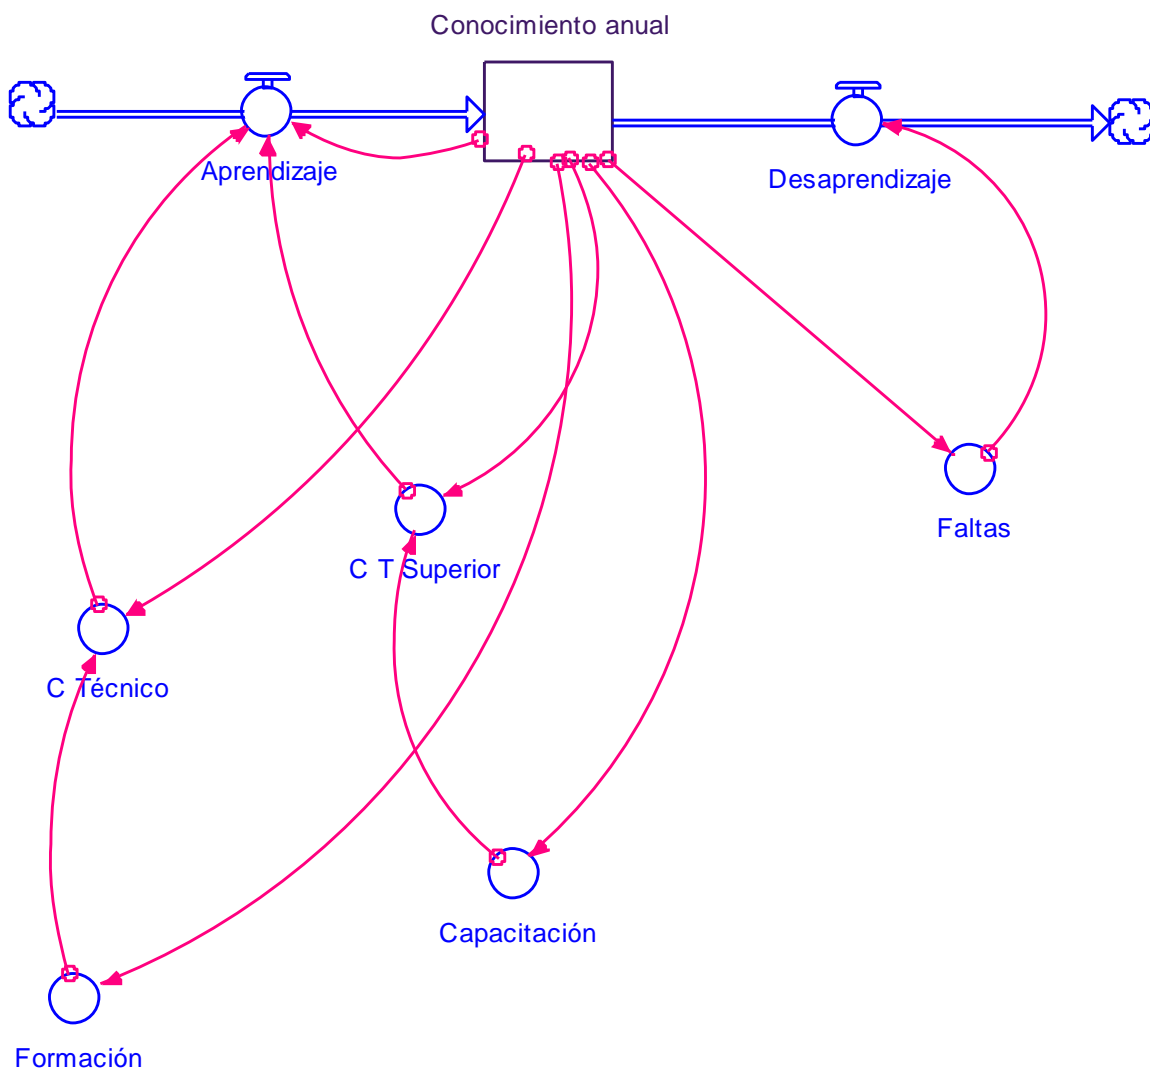 Conocimiento anual
Aprendizaje
Desaprendizaje
Faltas
C T Superior
C Técnico
Capacitación
Formación